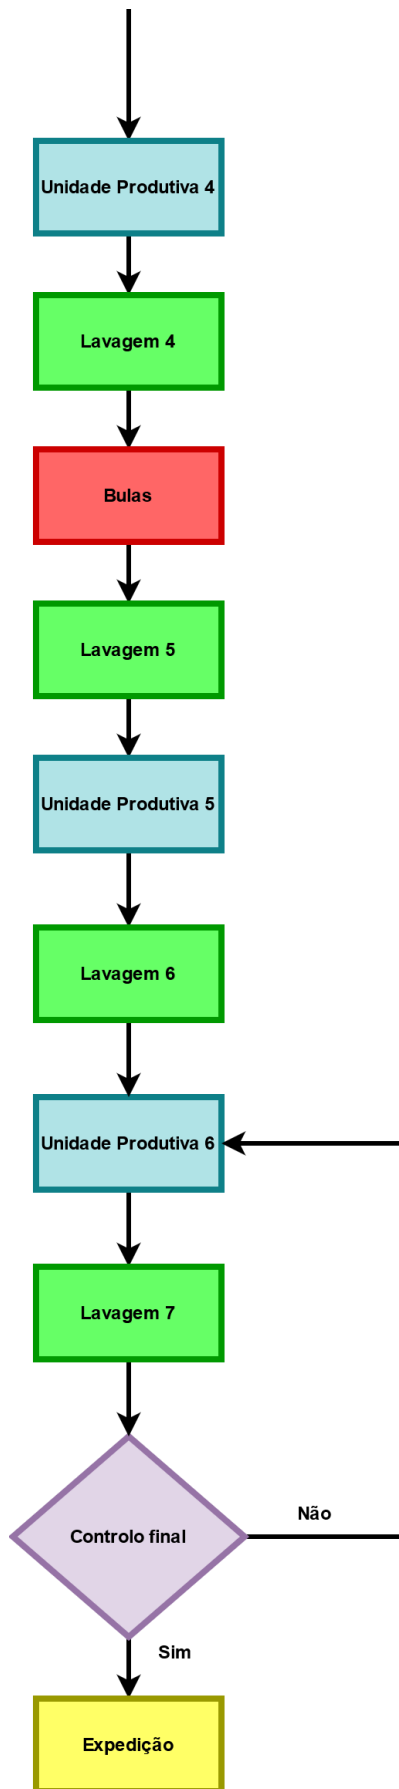 Unidade Produtiva 4
Lavagem 4
Bulas
Lavagem 5
Unidade Produtiva 5
Lavagem 6
Unidade Produtiva 6
Lavagem 7
Controlo final
Não
Sim
Expedição